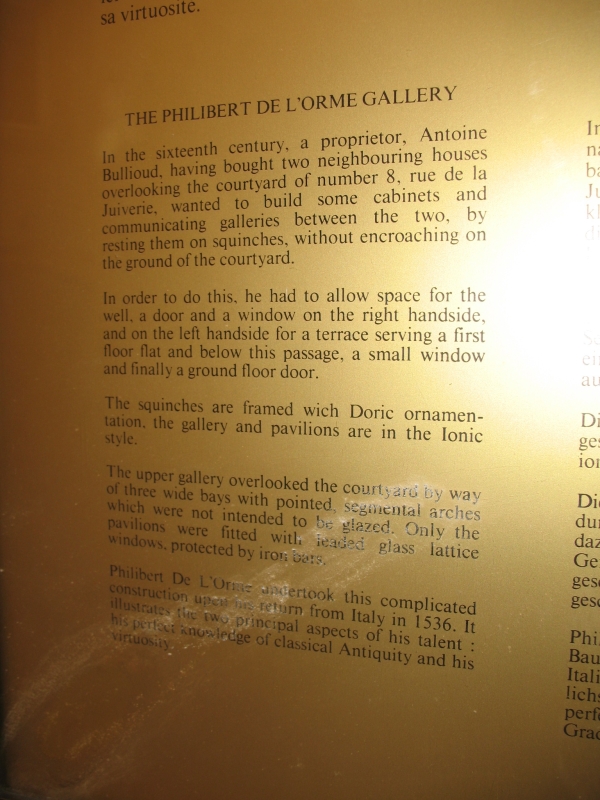 sa virtuosité.
THE PHILIBERT DE L'ORME GALLERY
In the sixteenth century, a proprietor, Antoine
Bullioud, having bought two neighbouring houses
overlooking the courtyard of number 8, rue de la
Juiverie, wanted to build some cabinets and
communicating galleries between the two, by
resting them on squinches, without encroaching on
the ground of the courtyard.
In order to do this, he had to allow space for the
well, a door and a window on the right handside,
and on the left handside for a terrace serving a first
floor flat and below this passage, a small window
and finally a ground floor door.
The squinches are framed wich Doric ornamen-
tation, the gallery and pavilions are in the Ionic
style.
The upper gallery overlooked the courtyard by way
of three wide bays with pointed, segmental arches
which were not intended to be glazed. Only the
pavilions were fitted with leaded glass lattice
windows, protected by iron bars.
Philibert De L'Orme undertook this complicated
construction upon his return from Italy in 1536. It
illustrates the two principal aspects of his talent :
his perfect knowledge of classical Antiquity and his
virtuosity.
In
na
ba
Ju
kl
di
ein
au
Di
ges
ion
Die
dur
daz
Ge
gesc
gesc
Phil
Bau
Itali
lichs
perfe
Grac